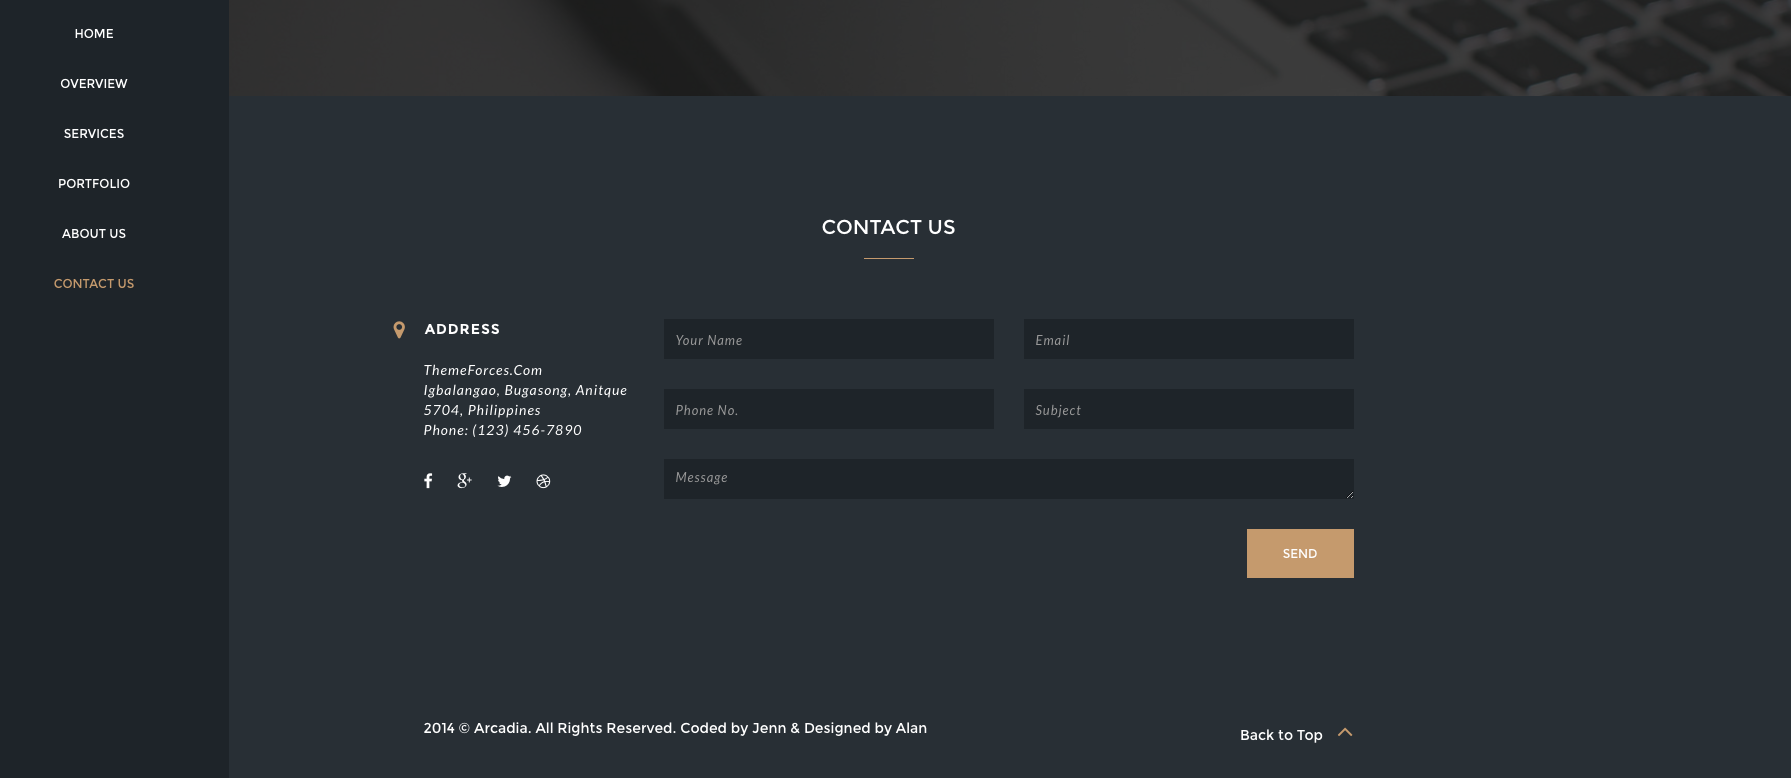 HOME
OVERVIEW
SERVICES
PORTFOLIO
ABOUT US
CONTACT US
CONTACT US
ADDRESS
ThemeForces.Com
Igbalangao, Bugasong, Anitque
5704, Philippines
Phone: (123) 456-7890
Your Name
Email
Phone No.
Subject
Message
SEND
2014 © Arcadia. All Rights Reserved. Coded by Jenn & Designed by Alan
Back to Top